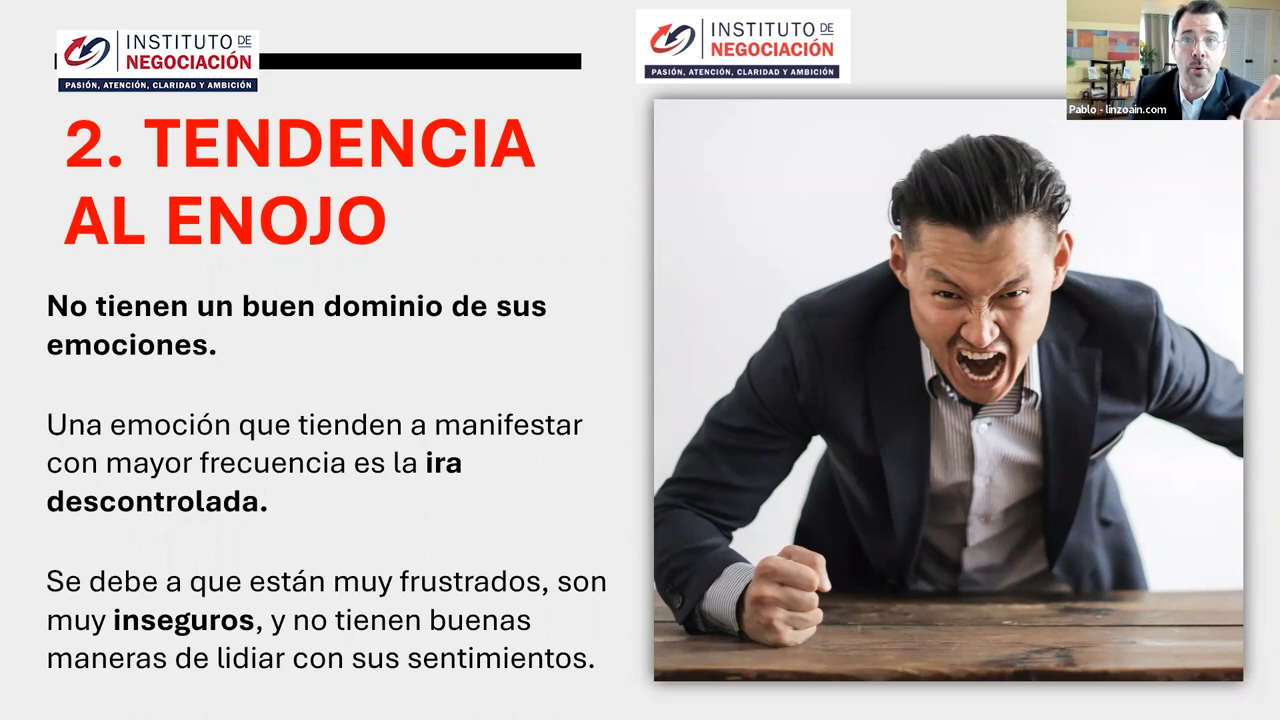 INSTITUTO DE
NEGOCIACIÓN
PASIÓN, ATENCIÓN, CLARIDAD Y AMBICIÓN
INSTITUTO DE
NEGOCIACIÓN
PASIÓN, ATENCIÓN, CLARIDAD Y AMBICIÓN
Pablo - linzoain.com
2. TENDENCIA
AL ENOJO
No tienen un buen dominio de sus
emociones.
Una emoción que tienden a manifestar
con mayor frecuencia es la ira
descontrolada.
Se debe a que están muy frustrados, son
muy inseguros, y no tienen buenas
maneras de lidiar con sus sentimientos.